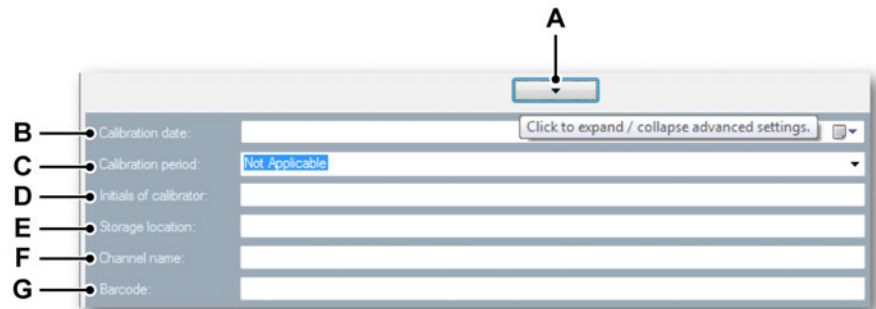 A
Click to expand / collapse advanced settings.
B Calibration date:
C Calibration period: Not Applicable
D Initials of calibrator:
E Storage location:
F Channel name:
G Barcode: